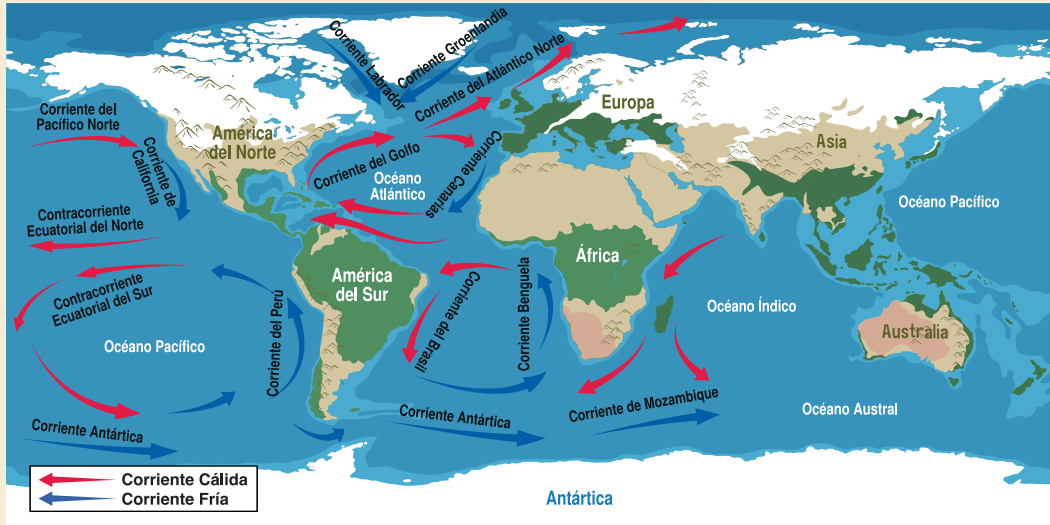 Corriente Labrador
Corriente Groenlandia
Corriente del Atlántico Norte
Corriente del
Pacífico Norte
América
del Norte
Europa
Asia
Corriente de
California
Corriente del Golfo
Océano
Atlántico
Corriente Canarias
Océano Pacífico
Contracorriente
Ecuatorial del Norte
África
América
del Sur
Contracorriente
Ecuatorial del Sur
Corriente del Perú
Corriente del Brasil
Corriente Benguela
Océano Índico
Australia
Océano Pacífico
Corriente Antártica
Corriente Antártica
Corriente de Mozambique
Océano Austral
Corriente Cálida
Corriente Fría
Antártica